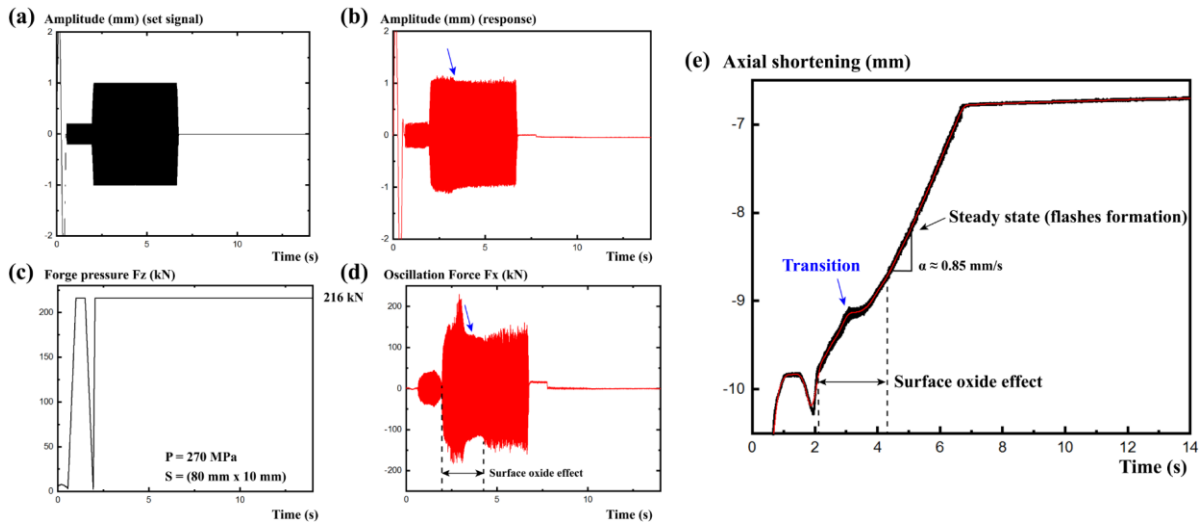 (a) Amplitude (mm) (set signal)
2
1
0
-1
-2
0
5
10
Time (s)
(b) Amplitude (mm) (response)
2
1
0
-1
-2
0
5
10
Time (s)
(c) Forge pressure Fz (kN)
216 kN
200
150
100
50
0
P = 270 MPa
S = (80 mm x 10 mm)
0
5
10
Time (s)
(d) Oscillation Force Fx (kN)
200
100
0
-100
-200
Surface oxide effect
0
5
10
Time (s)
(e) Axial shortening (mm)
-7
-8
-9
-10
Steady state (flashes formation)
α ≈ 0.85 mm/s
Transition
Surface oxide effect
0
2
4
6
8
10
12
14
Time (s)